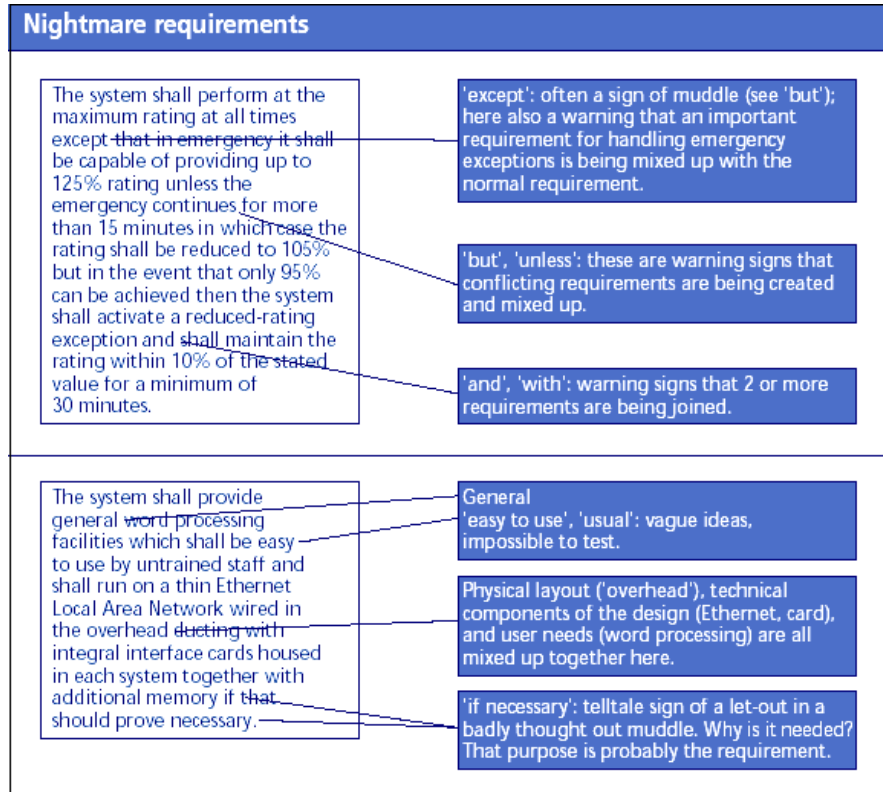 Nightmare requirements
The system shall perform at the
maximum rating at all times
except that in emergency it shall
be capable of providing up to
125% rating unless the
emergency continues for more
than 15 minutes in which case the
rating shall be reduced to 105%
but in the event that only 95%
can be achieved then the system
shall activate a reduced-rating
exception and shall maintain the
rating within 10% of the stated
value for a minimum of
30 minutes.
'except': often a sign of muddle (see 'but');
here also a warning that an important
requirement for handling emergency
exceptions is being mixed up with the
normal requirement.
'but', 'unless': these are warning signs that
conflicting requirements are being created
and mixed up.
'and', 'with': warning signs that 2 or more
requirements are being joined.
The system shall provide
general word processing
facilities which shall be easy
to use by untrained staff and
shall run on a thin Ethernet
Local Area Network wired in
the overhead ducting with
integral interface cards housed
in each system together with
additional memory if that
should prove necessary.
General
'easy to use', 'usual': vague ideas,
impossible to test.
Physical layout ('overhead'), technical
components of the design (Ethernet, card),
and user needs (word processing) are all
mixed up together here.
'if necessary': telltale sign of a let-out in a
badly thought out muddle. Why is it needed?
That purpose is probably the requirement.